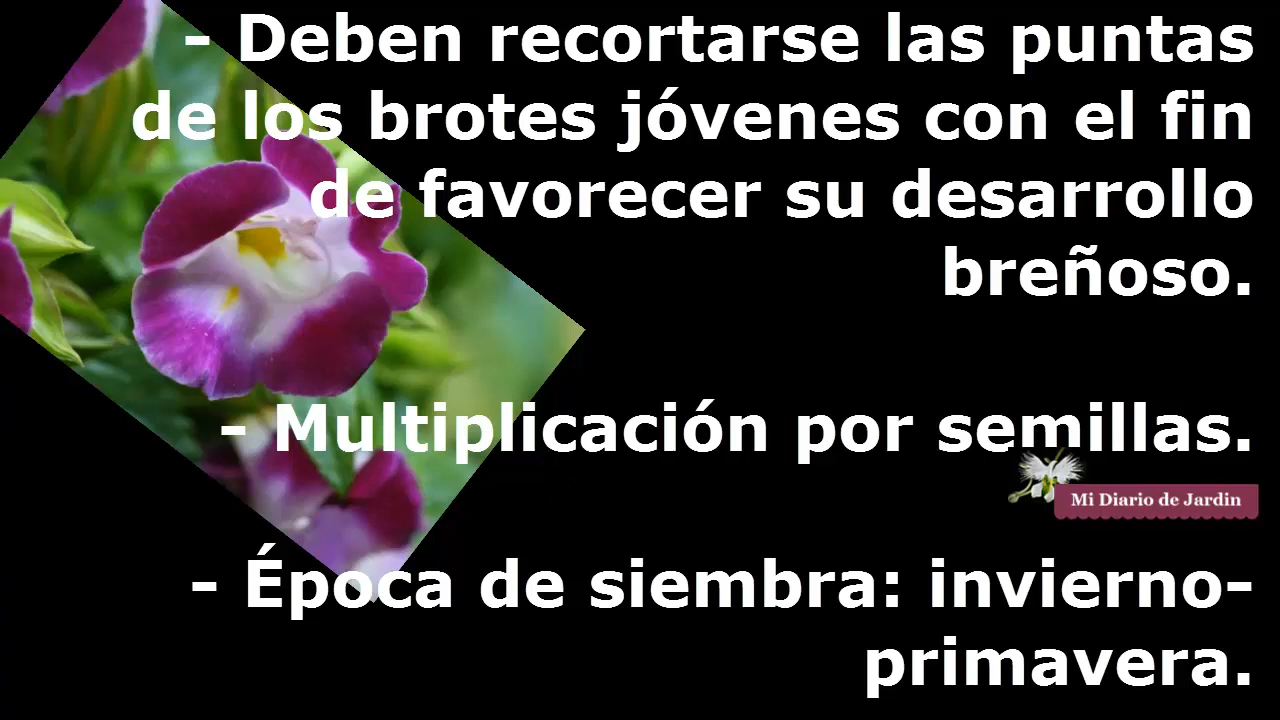 - Deben recortarse las puntas
de los brotes jóvenes con el fin
de favorecer su desarrollo
breñoso.
- Multiplicación por semillas.
Mi Diario de Jardin
- Época de siembra: invierno-
primavera.